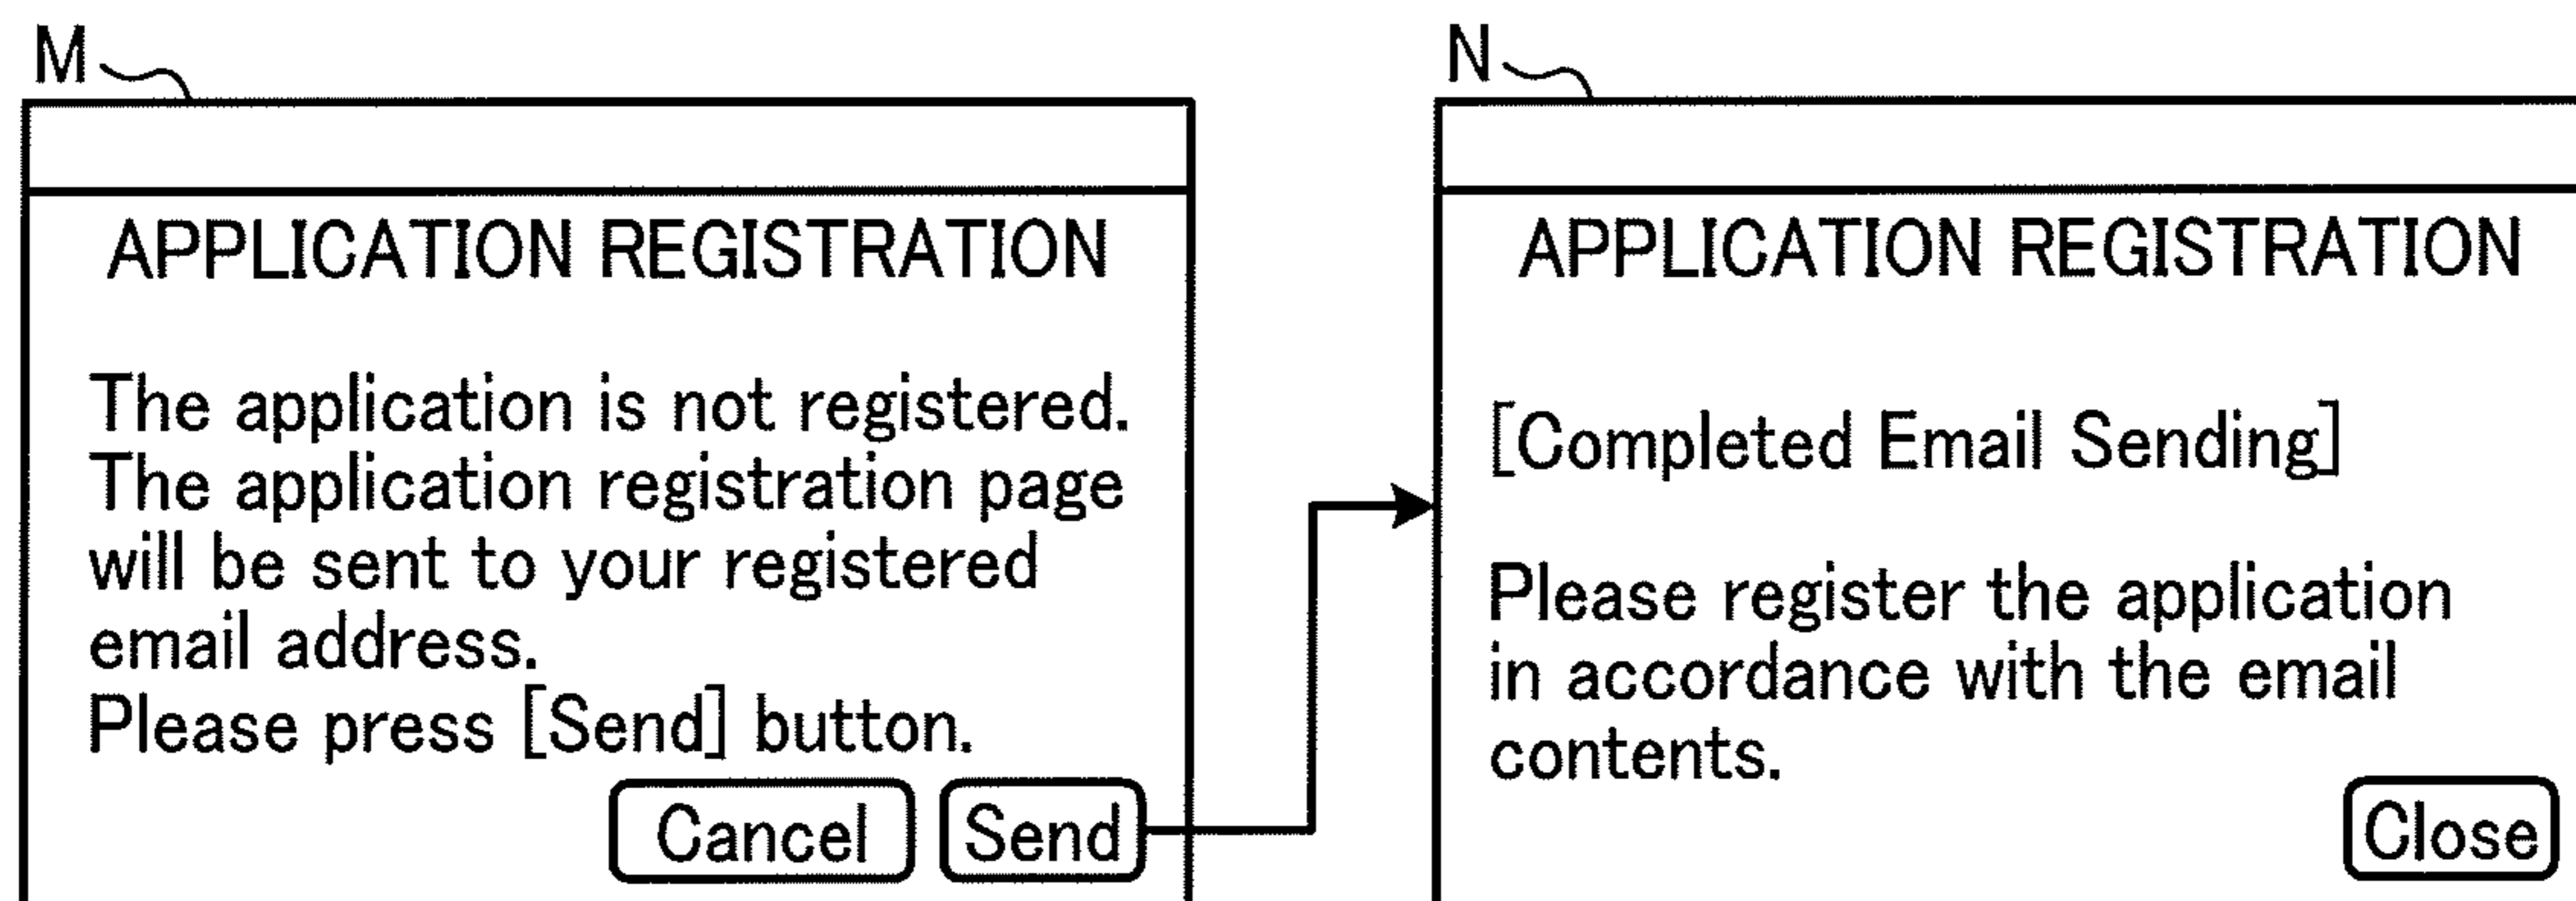 M
APPLICATION REGISTRATION
The application is not registered.
The application registration page
will be sent to your registered
email address.
Please press [Send] button.
Cancel
Send
N
APPLICATION REGISTRATION
[Completed Email Sending]
Please register the application
in accordance with the email
contents.
Close